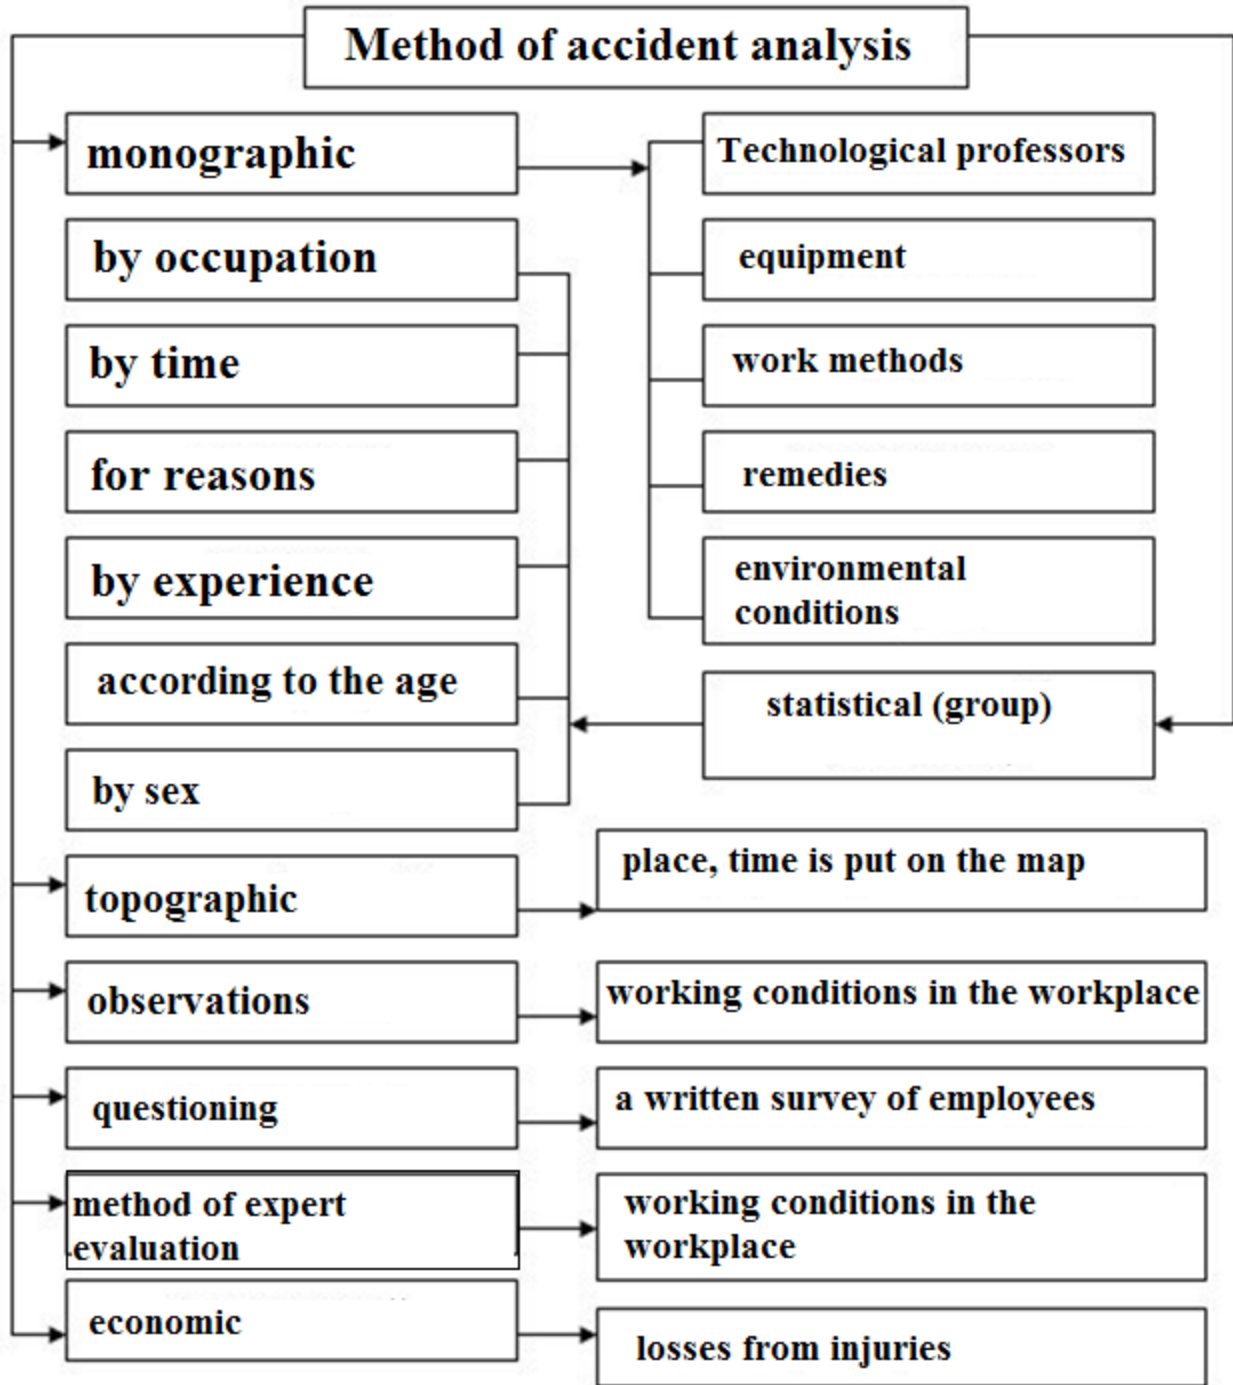 Method of accident analysis
monographic
Technological professors
by occupation
equipment
by time
work methods
for reasons
remedies
by experience
environmental
conditions
according to the age
statistical (group)
by sex
place, time is put on the map
topographic
observations
working conditions in the workplace
questioning
a written survey of employees
method of expert
evaluation
working conditions in the
workplace
economic
losses from injuries